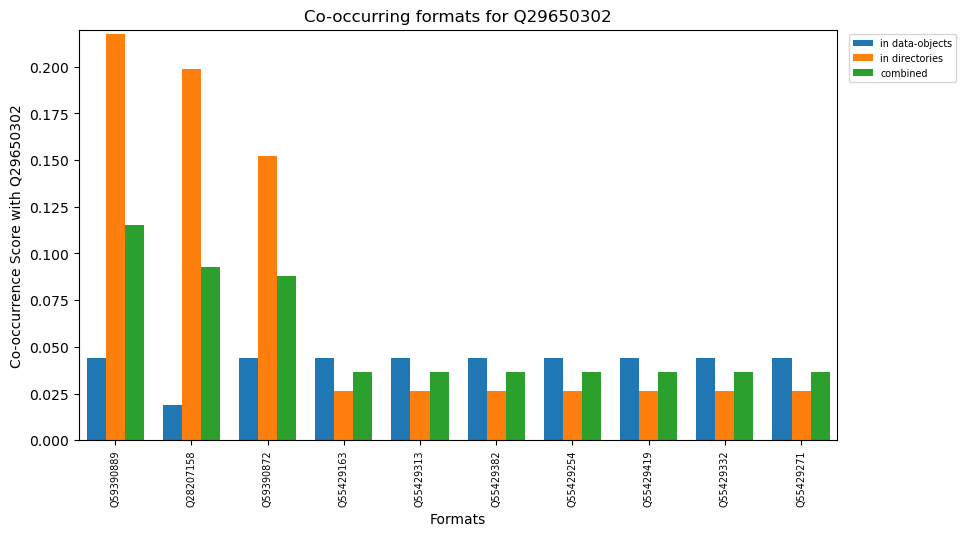 Co-occurring formats for Q29650302
in data-objects
in directories
combined
Co-occurrence Score with Q29650302
0.200
0.175
0.150
0.125
0.100
0.075
0.050
0.025
0.000
Q59390889
Q28207158
Q59390872
Q55429163
Q55429313
Q55429382
Q55429254
Q55429419
Q55429332
Q55429271
Formats